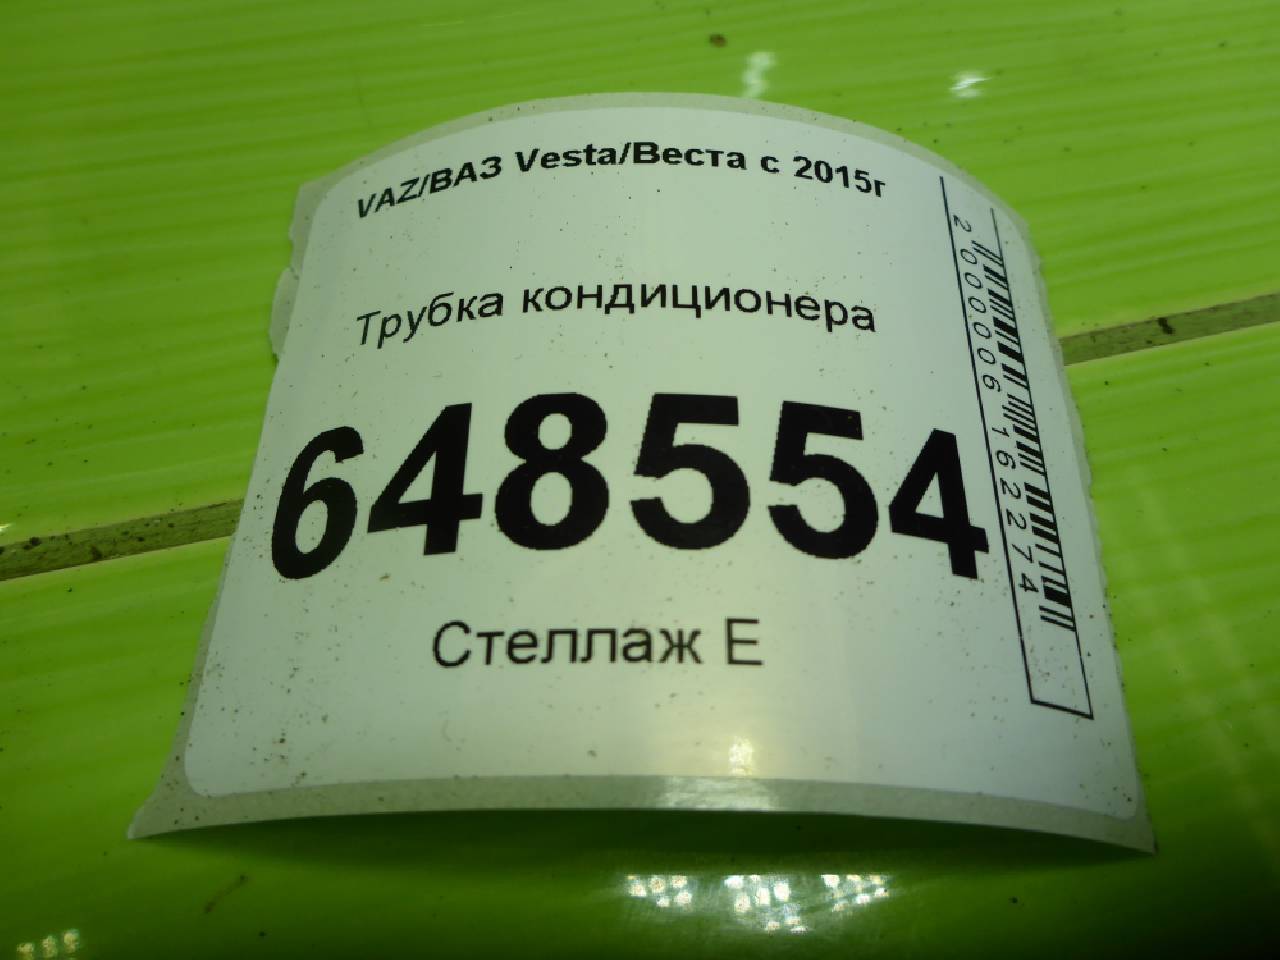 VAZ/ВАЗ Vesta/Веста с 2015г
Трубка кондиционера
648554
Стеллаж Е
2000006162274